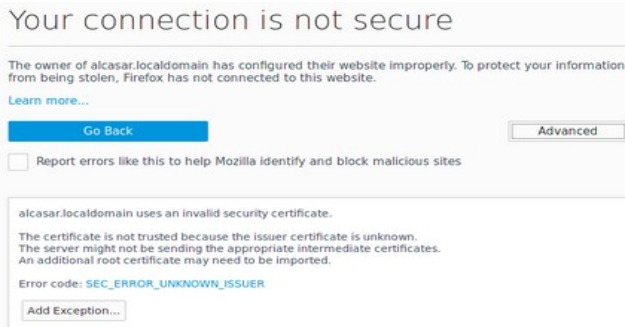 Your connection is not secure
The owner of alcasar.localdomain has configured their website improperly. To protect your information
from being stolen, Firefox has not connected to this website.
Learn more...
Go Back
Advanced
Report errors like this to help Mozilla identify and block malicious sites
alcasar.localdomain uses an invalid security certificate.
The certificate is not trusted because the issuer certificate is unknown.
The server might not be sending the appropriate intermediate certificates.
An additional root certificate may need to be imported.
Error code: SEC_ERROR_UNKNOWN_ISSUER
Add Exception...